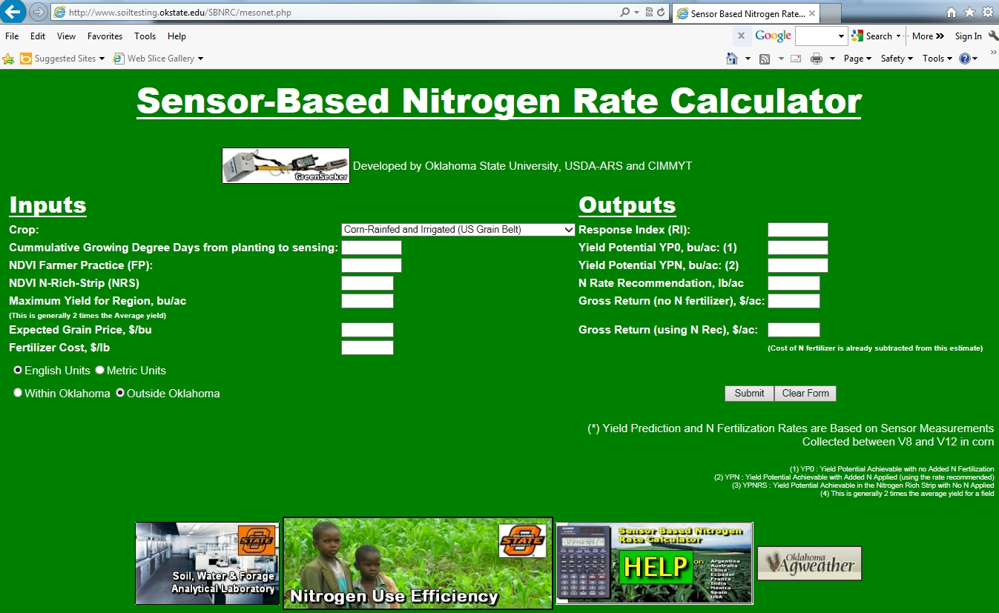 http://www.soiltesting.okstate.edu/SBNRC/mesonet.php
Sensor Based Nitrogen Rate...
File Edit View Favorites Tools Help
x Google Search More » Sign In
Suggested Sites Web Slice Gallery
Page Safety Tools
Sensor-Based Nitrogen Rate Calculator
GreenSeeker
Developed by Oklahoma State University, USDA-ARS and CIMMYT
Inputs
Crop: Corn-Rainfed and Irrigated (US Grain Belt)
Cummulative Growing Degree Days from planting to sensing:
NDVI Farmer Practice (FP):
NDVI N-Rich-Strip (NRS)
Maximum Yield for Region, bu/ac
(This is generally 2 times the Average yield)
Expected Grain Price, $/bu
Fertilizer Cost, $/lb
English Units Metric Units
Within Oklahoma Outside Oklahoma
Outputs
Response Index (RI):
Yield Potential YP0, bu/ac: (1)
Yield Potential YPN, bu/ac: (2)
N Rate Recommendation, lb/ac
Gross Return (no N fertilizer), $/ac:
Gross Return (using N Rec), $/ac:
(Cost of N fertilizer is already subtracted from this estimate)
Submit Clear Form
(*) Yield Prediction and N Fertilization Rates are Based on Sensor Measurements
Collected between V8 and V12 in corn
(1) YP0 : Yield Potential Achievable with no Added N Fertilization
(2) YPN : Yield Potential Achievable with Added N Applied (using the rate recommended)
(3) YPNRS : Yield Potential Achievable in the Nitrogen Rich Strip with No N Applied
(4) This is generally 2 times the average yield for a field
STATE
Soil, Water & Forage
Analytical Laboratory
OKLAHOMA
STATE
UNIVERSITY
Nitrogen Use Efficiency
Sensor Based Nitrogen
Rate Calculator
HELP on
Argentina
Australia
China
Ecuador
France
India
Mexico
Spain
USA
Oklahoma
Agweather